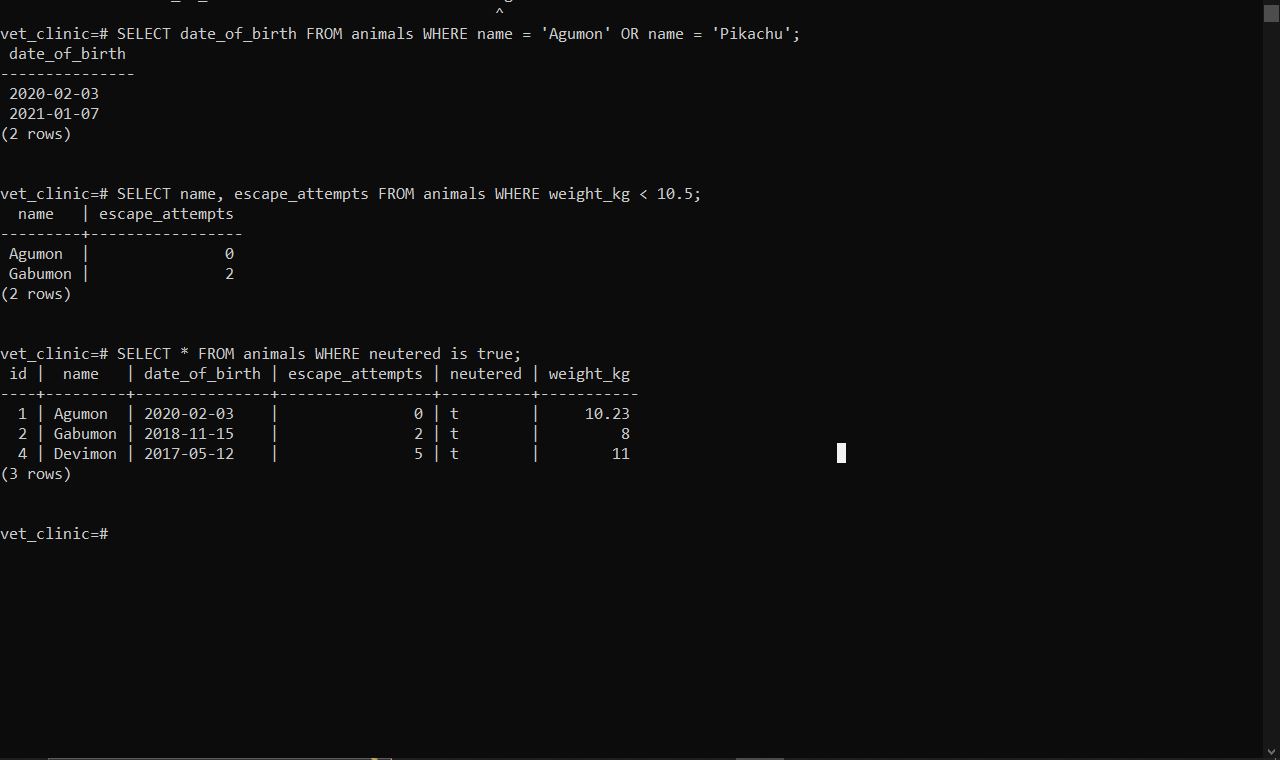 ^
vet_clinic=# SELECT date_of_birth FROM animals WHERE name = 'Agumon' OR name = 'Pikachu';
 date_of_birth
---------------
 2020-02-03
 2021-01-07
(2 rows)
vet_clinic=# SELECT name, escape_attempts FROM animals WHERE weight_kg < 10.5;
  name   | escape_attempts
---------+-----------------
 Agumon  |               0
 Gabumon |               2
(2 rows)
vet_clinic=# SELECT * FROM animals WHERE neutered is true;
 id |  name   | date_of_birth | escape_attempts | neutered | weight_kg
----+---------+---------------+-----------------+----------+-----------
  1 | Agumon  | 2020-02-03    |               0 | t        |     10.23
  2 | Gabumon | 2018-11-15    |               2 | t        |         8
  4 | Devimon | 2017-05-12    |               5 | t        |        11
(3 rows)
vet_clinic=#